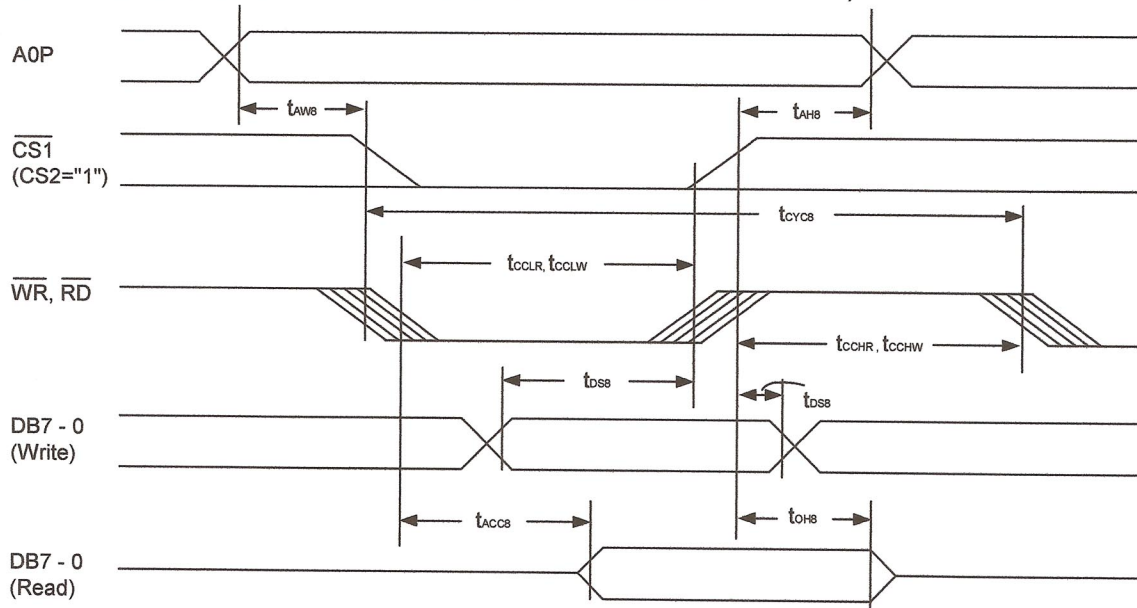 A0P
tAW8
tAH8
CS1
(CS2="1")
tCYC8
tCCLR, tCCLW
WR, RD
tCCHR, tCCHW
tDS8
tDS8
DB7 - 0
(Write)
tACC8
tOH8
DB7 - 0
(Read)